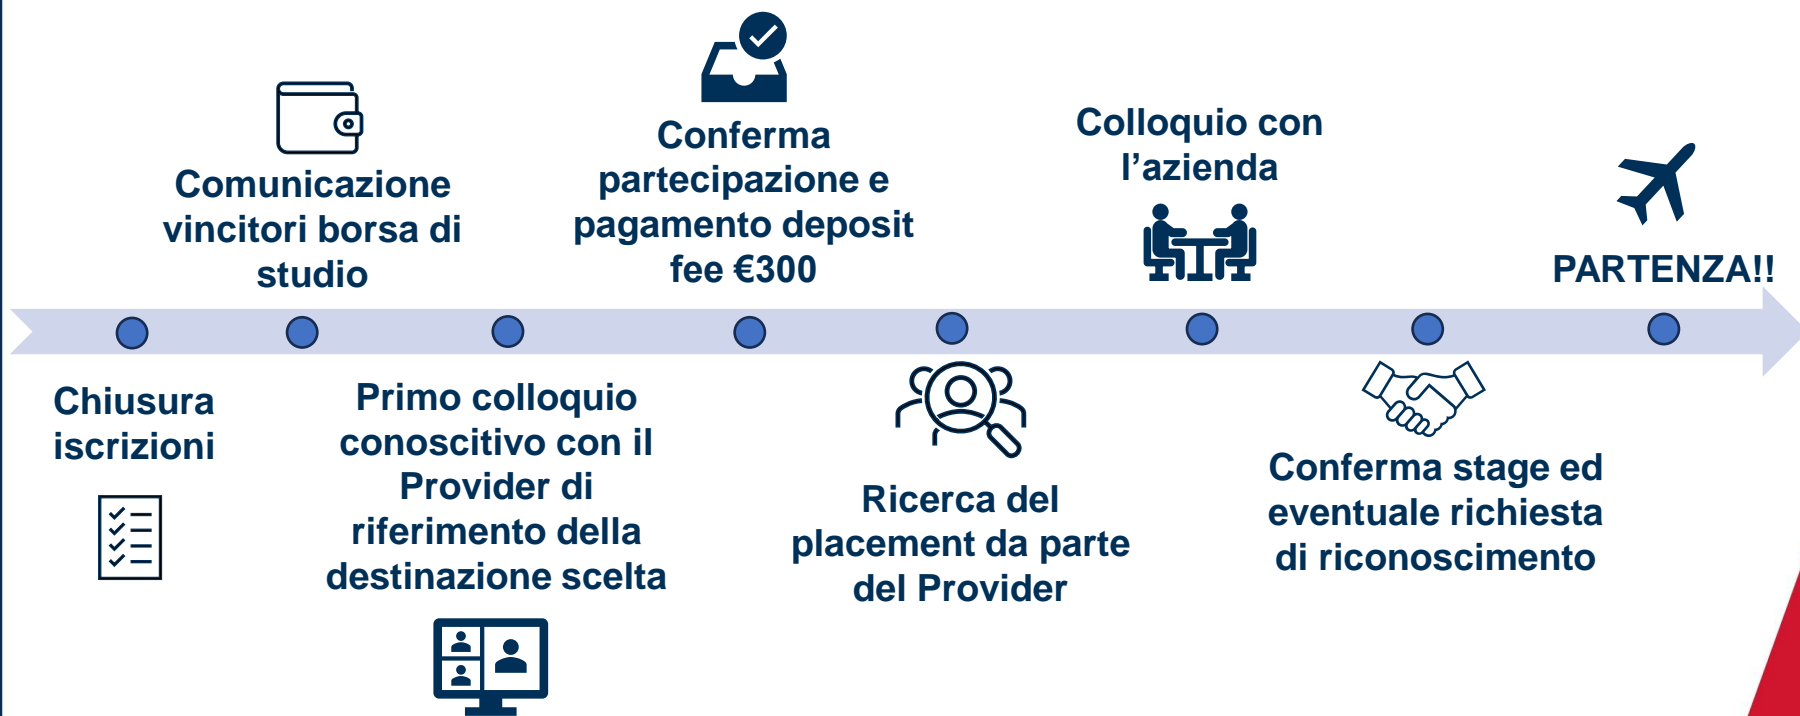 Chiusura
iscrizioni
Comunicazione
vincitori borsa di
studio
Primo colloquio
conoscitivo con il
Provider di
riferimento della
destinazione scelta
Conferma
partecipazione e
pagamento deposit
fee €300
Ricerca del
placement da parte
del Provider
Colloquio con
l’azienda
Conferma stage ed
eventuale richiesta
di riconoscimento
PARTENZA!!